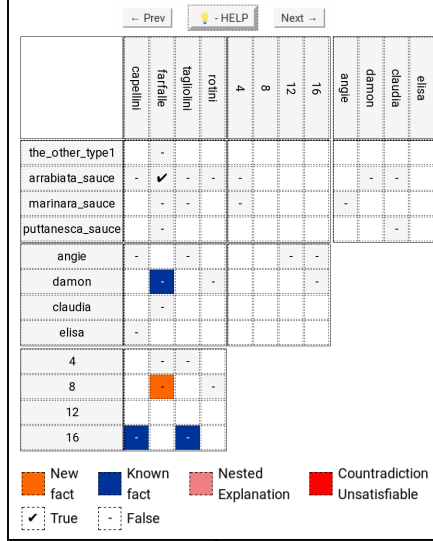 ← Prev 💡 - HELP Next →
capellini farfalle tagliolini rotini 4 8 12 16 angie damon claudia elisa
the_other_type1 -
arrabiata_sauce - ✔ - - - - -
marinara_sauce - - -
puttanesca_sauce - -
angie - - - -
damon - - -
claudia -
elisa -
4 - -
8 - -
12
16 - -
New fact
Known fact
Nested Explanation
Countradiction Unsatisfiable
✔ True - False